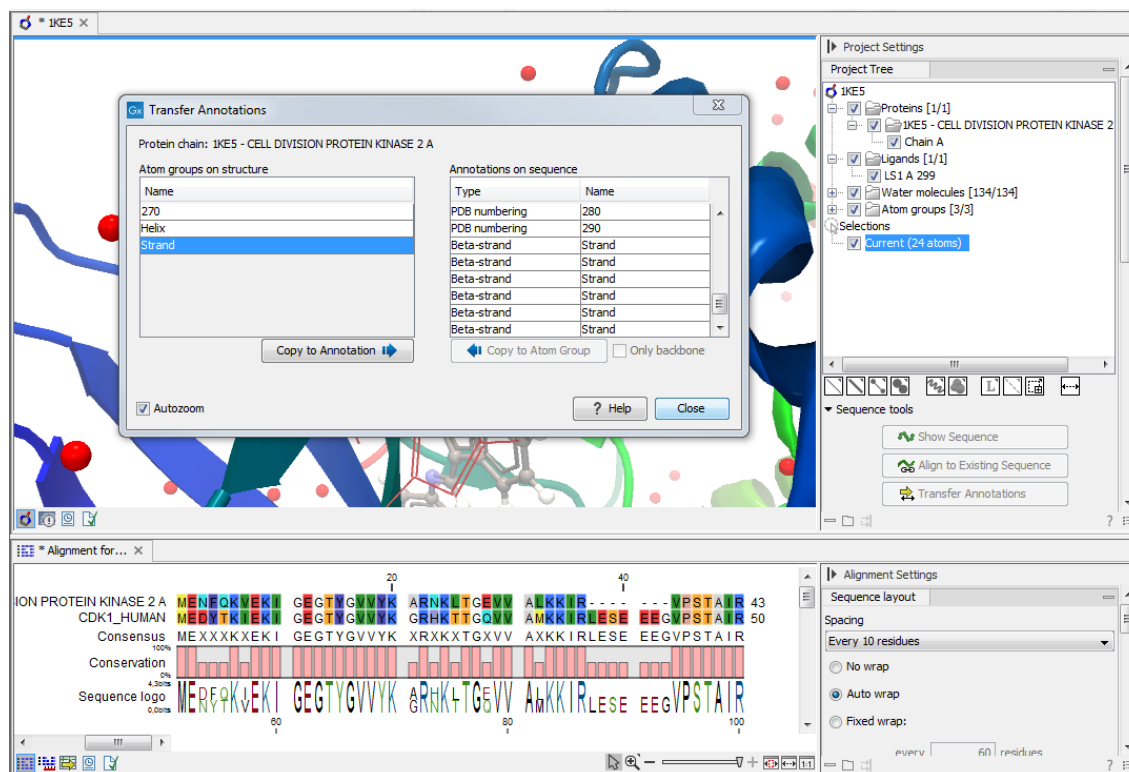 * 1KE5
Project Settings
Project Tree
1KE5
Proteins [1/1]
1KE5 - CELL DIVISION PROTEIN KINASE 2
Chain A
Ligands [1/1]
LS1 A 299
Water molecules [134/134]
Atom groups [3/3]
Selections
Current (24 atoms)
Gx Transfer Annotations
Protein chain: 1KE5 - CELL DIVISION PROTEIN KINASE 2 A
Atom groups on structure
Name
270
Helix
Strand
Copy to Annotation
Annotations on sequence
Type Name
PDB numbering 280
PDB numbering 290
Beta-strand Strand
Beta-strand Strand
Beta-strand Strand
Beta-strand Strand
Beta-strand Strand
Beta-strand Strand
Copy to Atom Group Only backbone
Autozoom
? Help
Close
L
Sequence tools
Show Sequence
Align to Existing Sequence
Transfer Annotations
?
* Alignment for...
20 40
ION PROTEIN KINASE 2 A MENFQKVEKI GEGTYGVVYK ARNKLTGEVV ALKKIR---- ---VPSTAIR 43
CDK1_HUMAN MEDYTKIEKI GEGTYGVVYK GRHKTTGQVV AMKKIRLESE EEGVPSTAIR 50
Consensus MEXXXKXEKI GEGTYGVVYK XRXKXTGXVV AXKKIRLESE EEGVPSTAIR
100%
Conservation
0%
4.3bits
Sequence logo
0.0bits
60 80 100
Alignment Settings
Sequence layout
Spacing
Every 10 residues
No wrap
Auto wrap
Fixed wrap:
every 60 residues
1:1
?